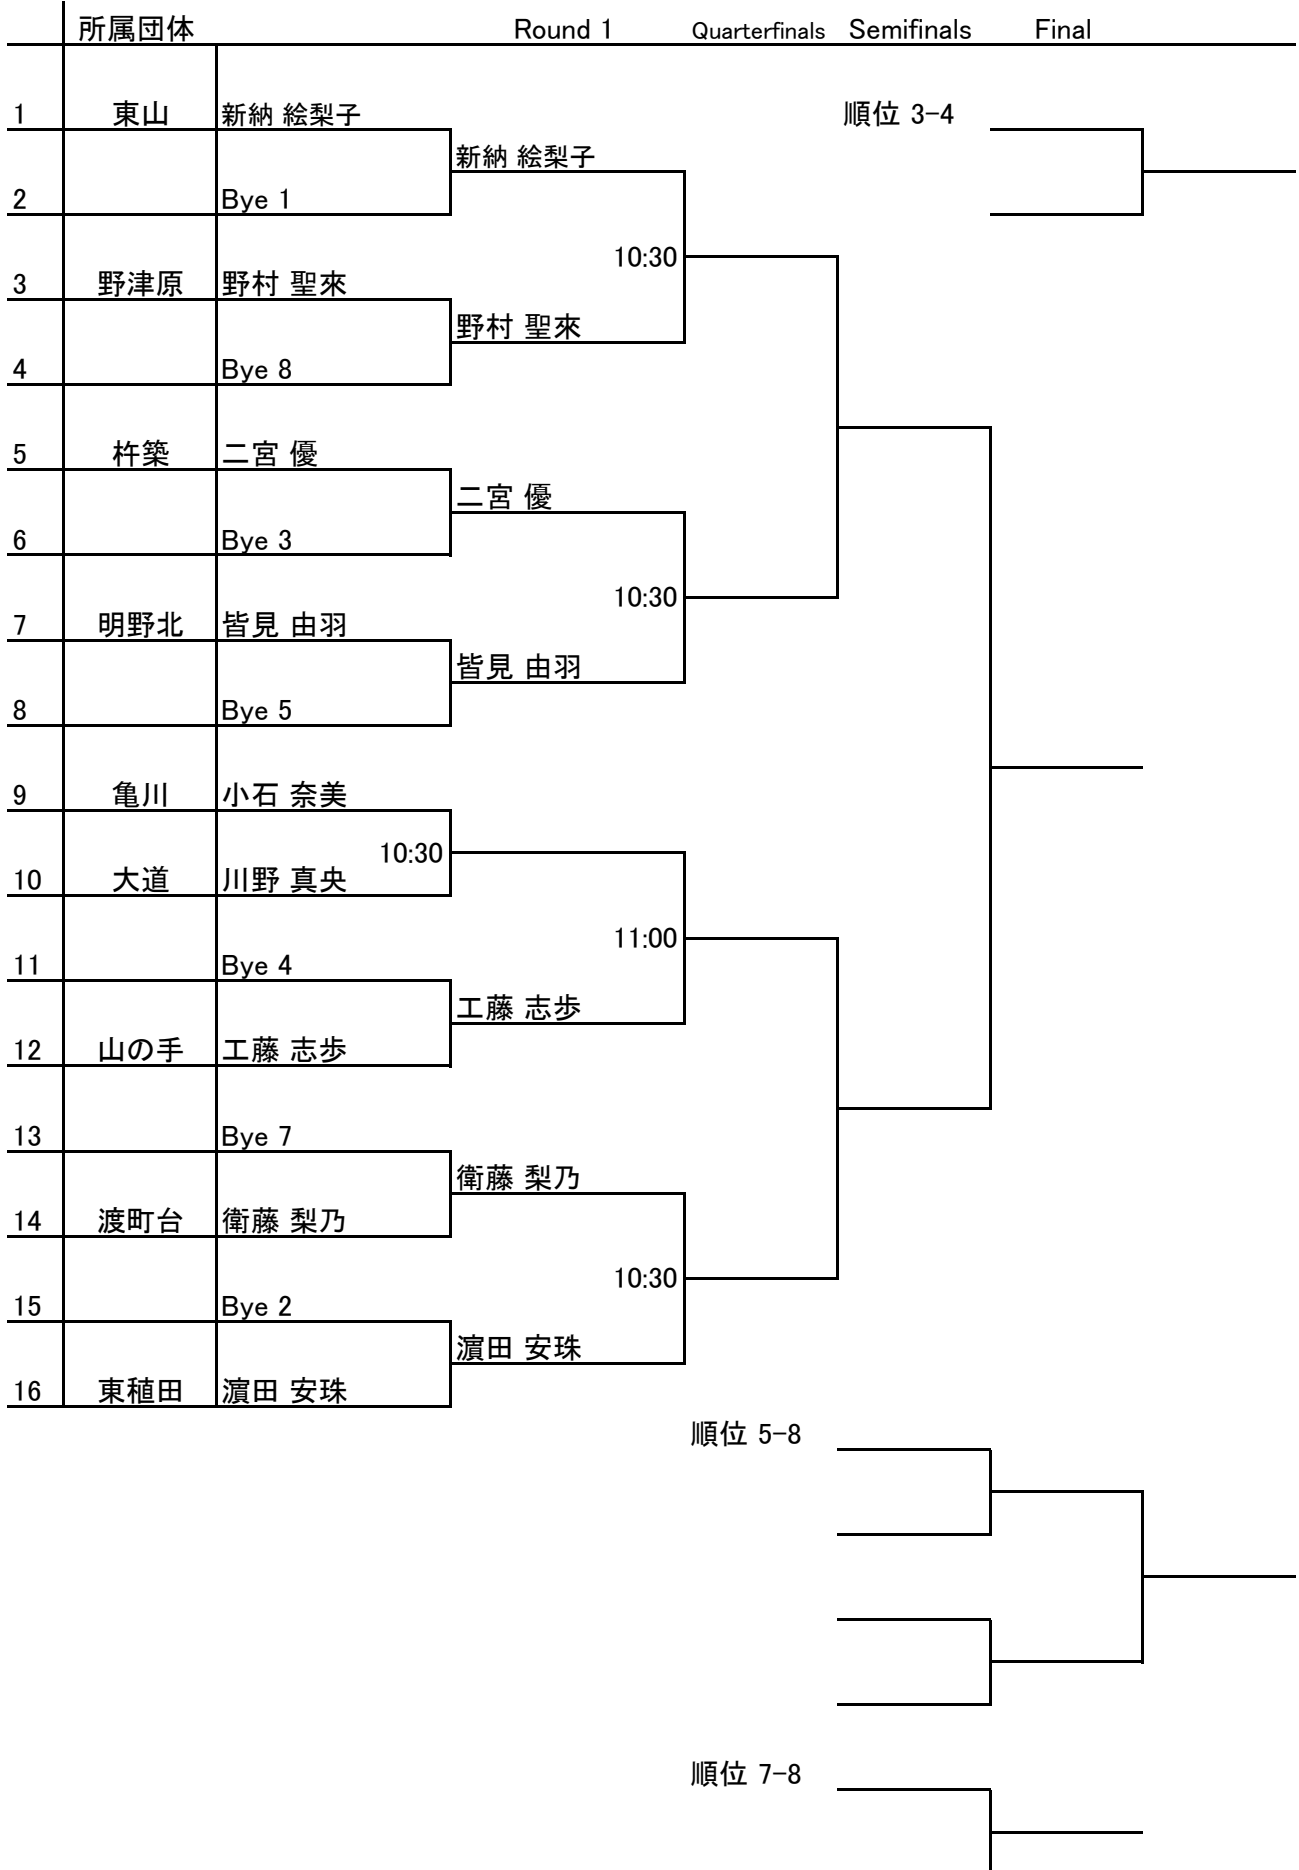 所属団体 Round 1 Quarterfinals Semifinals Final
1 東山 新納 絵梨子 順位 3-4
新納 絵梨子
2 Bye 1
10:30
3 野津原 野村 聖來
野村 聖來
4 Bye 8
5 杵築 二宮 優
二宮 優
6 Bye 3
10:30
7 明野北 皆見 由羽
皆見 由羽
8 Bye 5
9 亀川 小石 奈美
10:30
10 大道 川野 真央
11:00
11 Bye 4
工藤 志歩
12 山の手 工藤 志歩
13 Bye 7
衛藤 梨乃
14 渡町台 衛藤 梨乃
10:30
15 Bye 2
濵田 安珠
16 東稙田 濵田 安珠
順位 5-8
順位 7-8